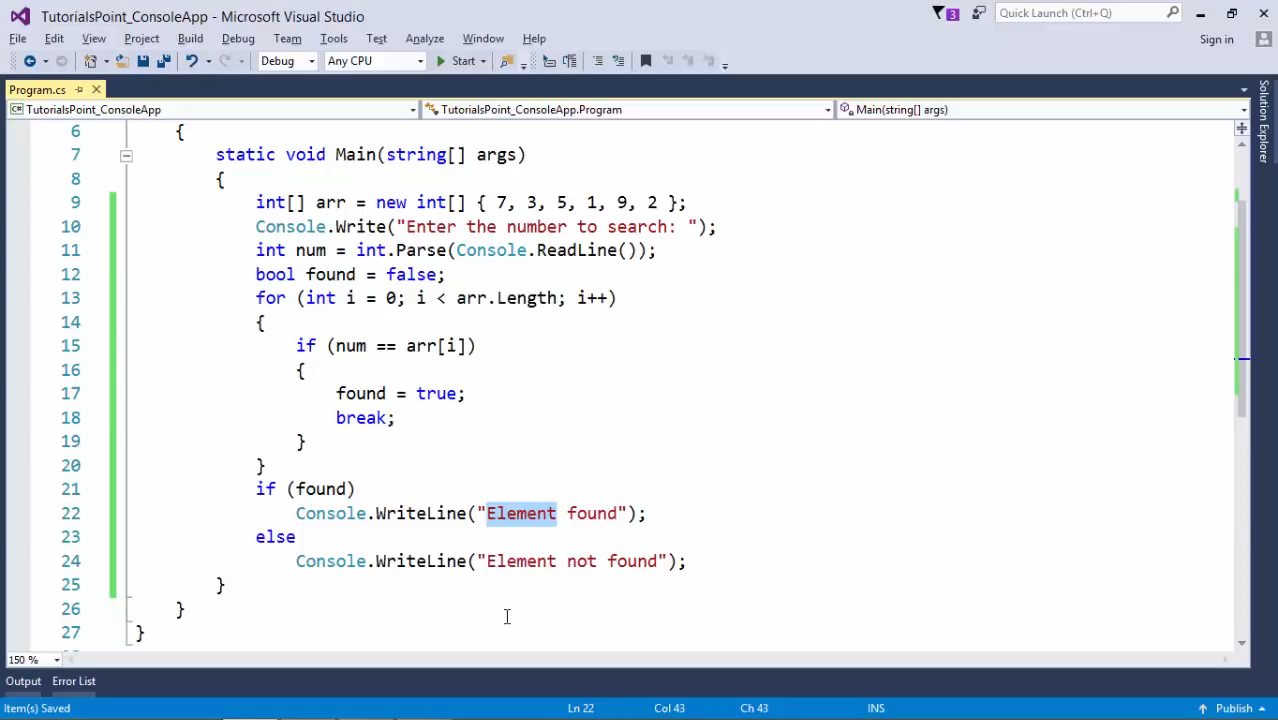 TutorialsPoint_ConsoleApp - Microsoft Visual Studio
3
Quick Launch (Ctrl+Q)
File Edit View Project Build Debug Team Tools Test Analyze Window Help
Sign in
Debug Any CPU Start
Program.cs
TutorialsPoint_ConsoleApp TutorialsPoint_ConsoleApp.Program Main(string[] args)
Solution Explorer
6 {
7 static void Main(string[] args)
8 {
9 int[] arr = new int[] { 7, 3, 5, 1, 9, 2 };
10 Console.Write("Enter the number to search: ");
11 int num = int.Parse(Console.ReadLine());
12 bool found = false;
13 for (int i = 0; i < arr.Length; i++)
14 {
15 if (num == arr[i])
16 {
17 found = true;
18 break;
19 }
20 }
21 if (found)
22 Console.WriteLine("Element found");
23 else
24 Console.WriteLine("Element not found");
25 }
26 }
27 }
150 %
Output Error List
Item(s) Saved Ln 22 Col 43 Ch 43 INS Publish